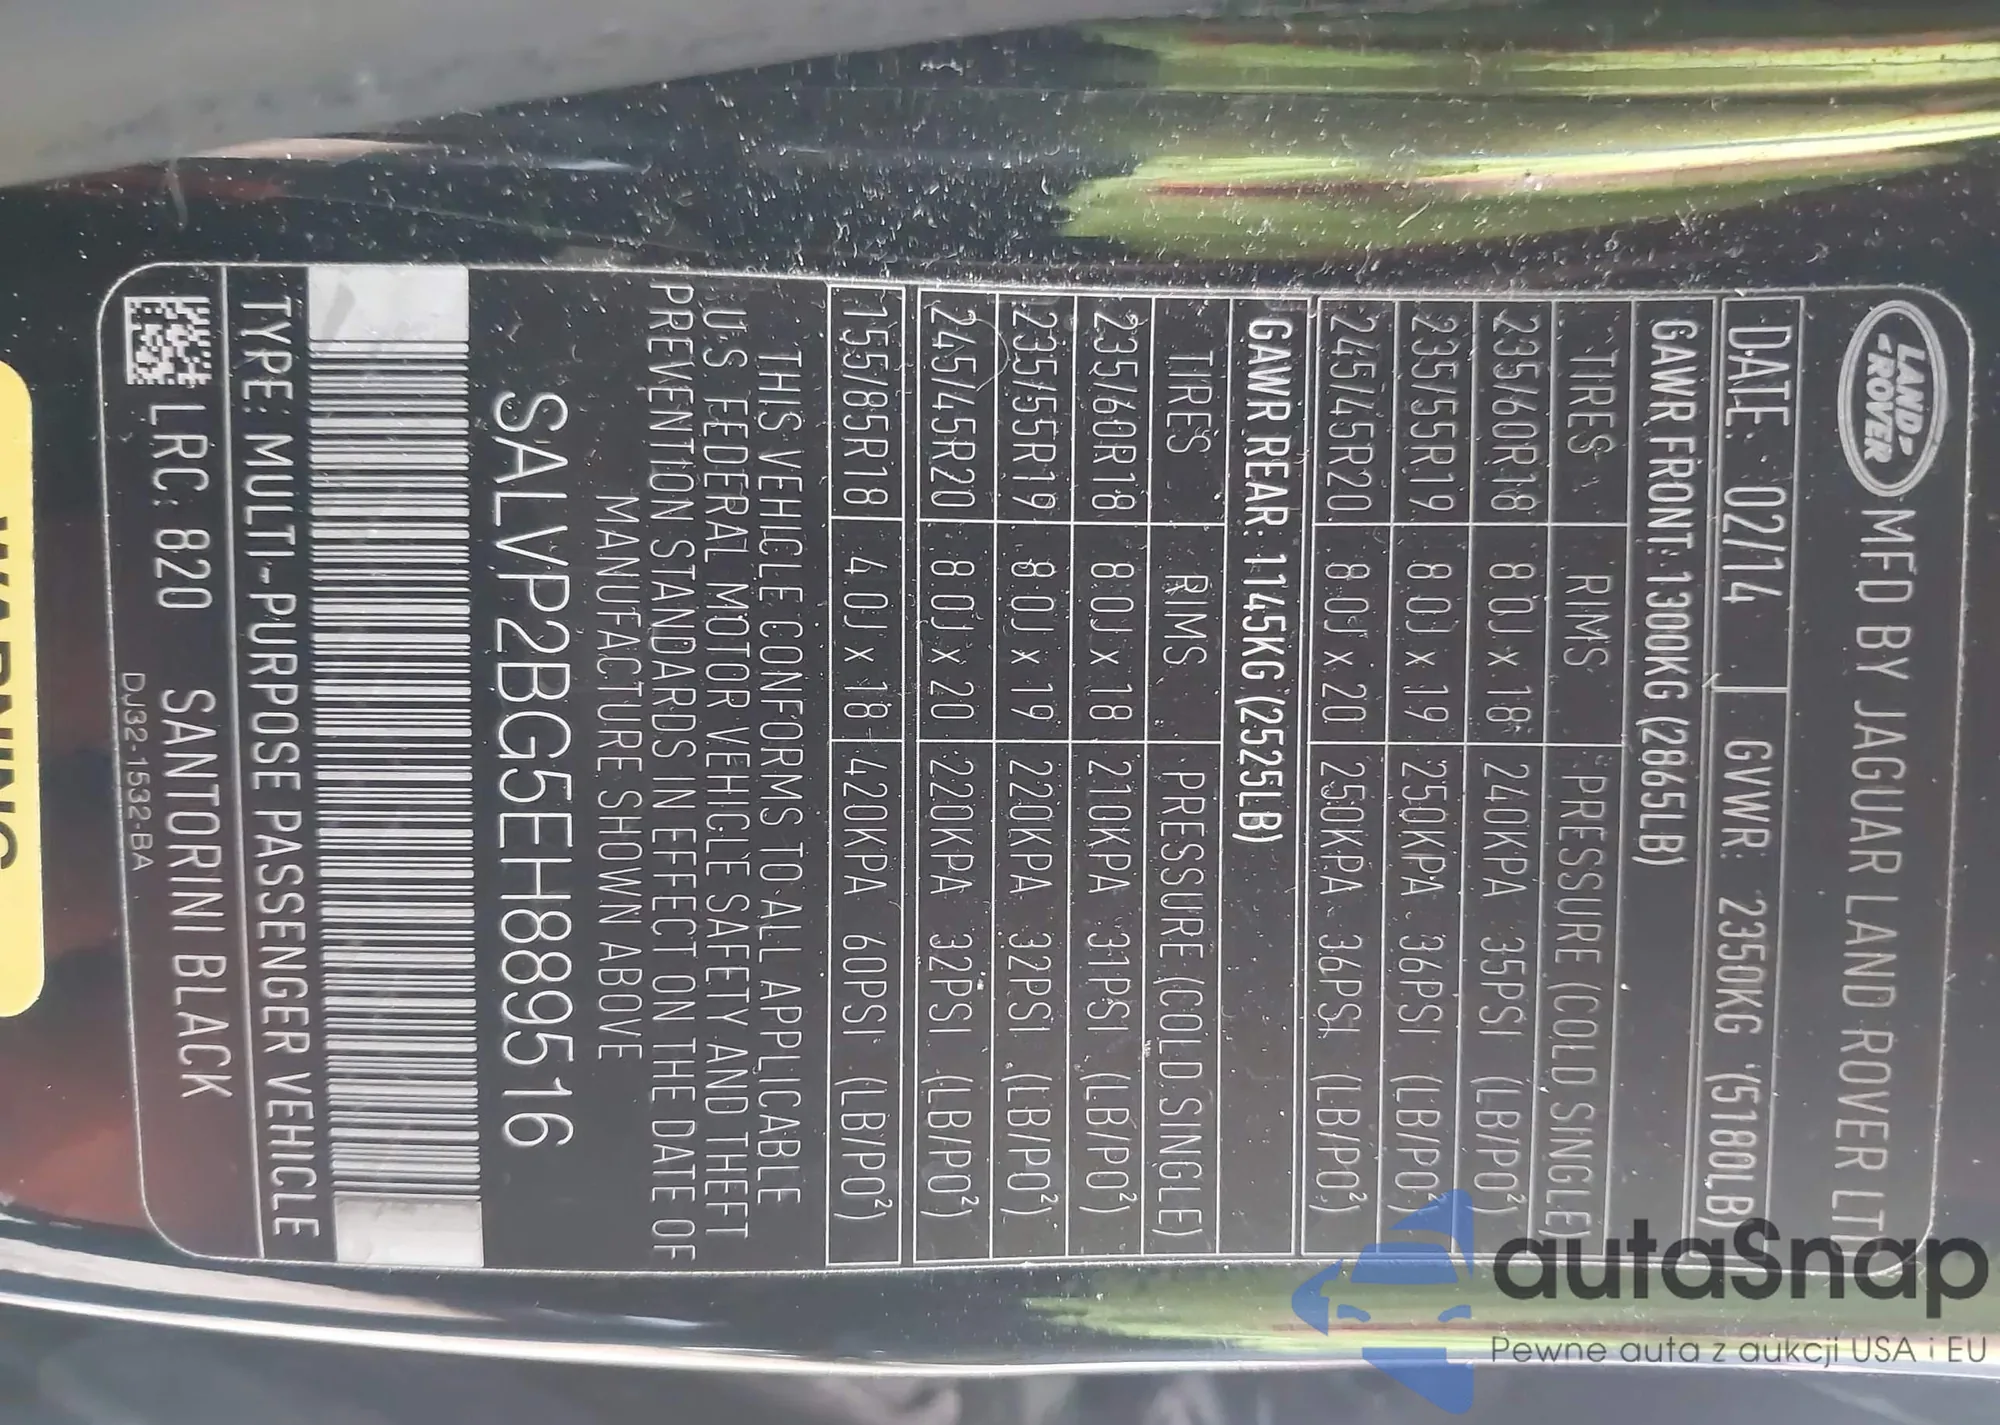 LAND-
-ROVER
MFD BY JAGUAR LAND ROVER LTD
DATE: 02/14 GVWR: 2350KG (5180LB)
GAWR FRONT: 1300KG (2865LB)
TIRES RIMS PRESSURE (COLD SINGLE)
235/60R18 8.0J x 18 240KPA 35PSI (LB/PO²)
235/55R19 8.0J x 19 250KPA 36PSI (LB/PO²)
245/45R20 8.0J x 20 250KPA 36PSI (LB/PO²)
GAWR REAR: 1145KG (2525LB)
TIRES RIMS PRESSURE (COLD SINGLE)
235/60R18 8.0J x 18 210KPA 31PSI (LB/PO²)
235/55R19 8.0J x 19 220KPA 32PSI (LB/PO²)
245/45R20 8.0J x 20 220KPA 32PSI (LB/PO²)
155/85R18 4.0J x 18 420KPA 60PSI (LB/PO²)
THIS VEHICLE CONFORMS TO ALL APPLICABLE
U.S FEDERAL MOTOR VEHICLE SAFETY AND THEFT
PREVENTION STANDARDS IN EFFECT ON THE DATE OF
MANUFACTURE SHOWN ABOVE
SALVP2BG5EH889516
TYPE: MULTI-PURPOSE PASSENGER VEHICLE
LRC: 820 SANTORINI BLACK
DJ32-1532-BA
WARNING
autaSnap
Pewne auta z aukcji USA i EU